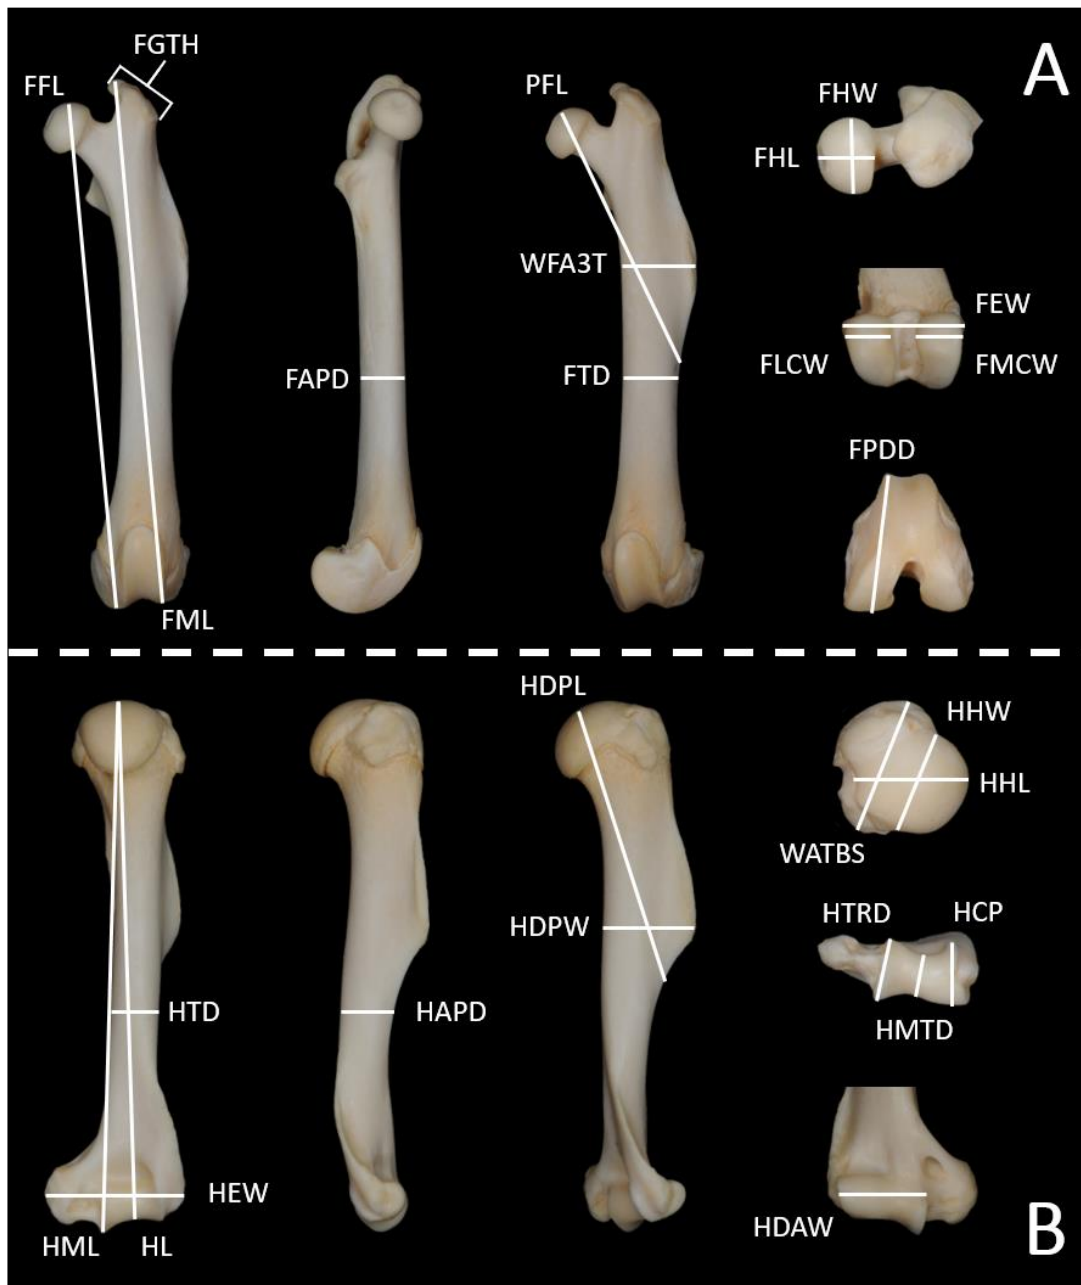 FGTH
FFL
PFL
A
FHW
FHL
WFA3T
FEW
FAPD
FTD
FLCW
FMCW
FPDD
FML
HDPL
HHW
HHL
WATBS
HTRD
HCP
HDPW
HTD
HAPD
HMTD
HEW
HDAW
HML
HL
B